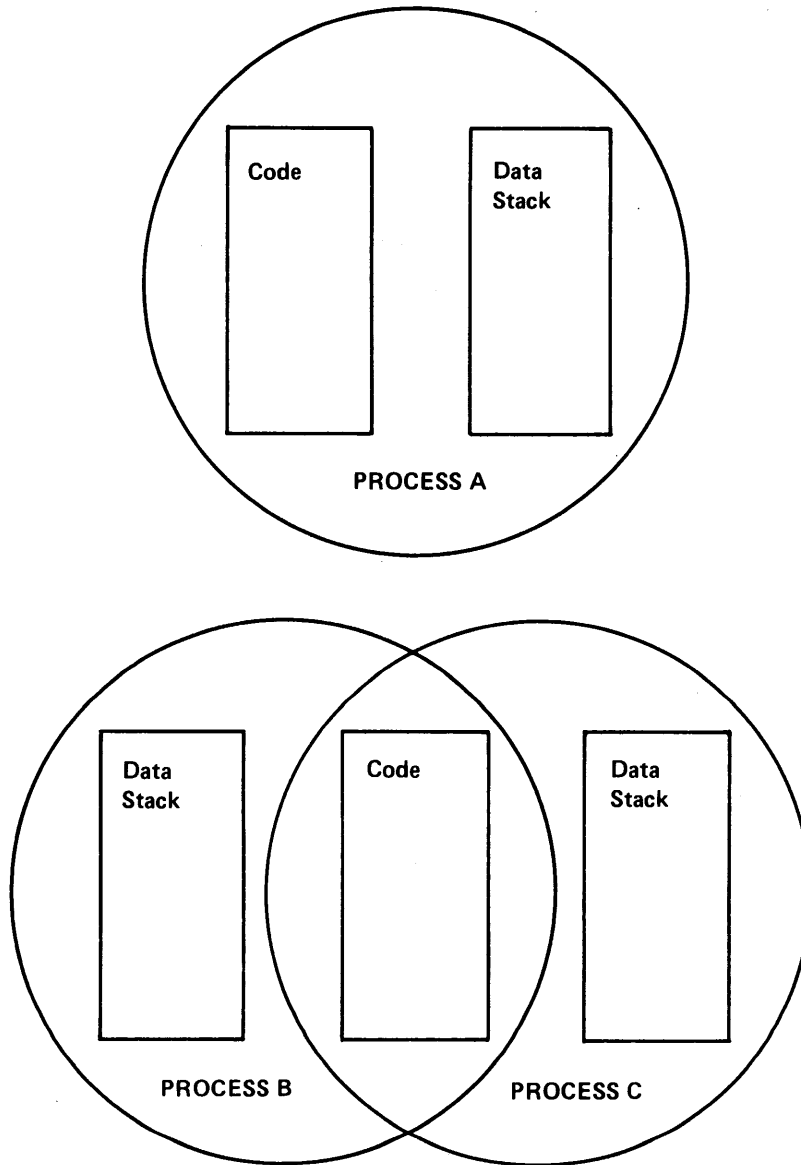 Code
Data
Stack
PROCESS A
Data
Stack
Code
Data
Stack
PROCESS B
PROCESS C